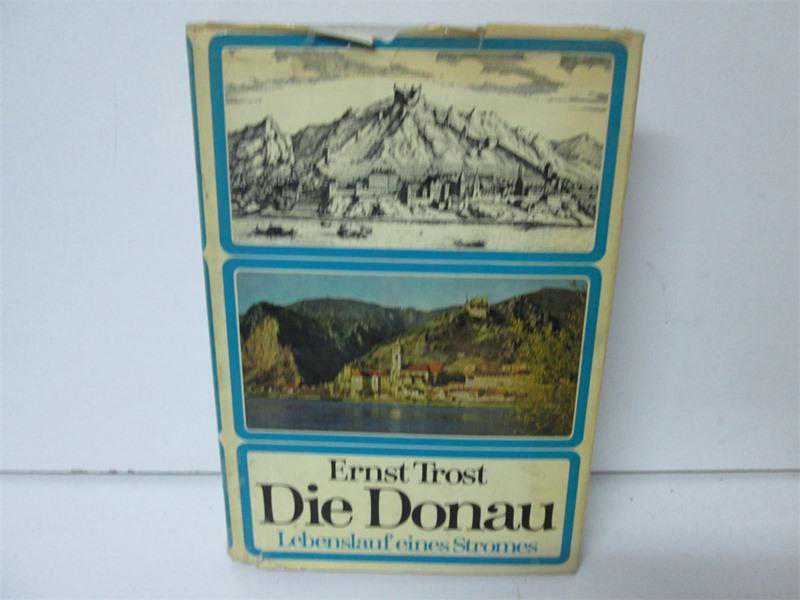 Ernst Trost
Die Donau
Lebenslauf eines Stromes